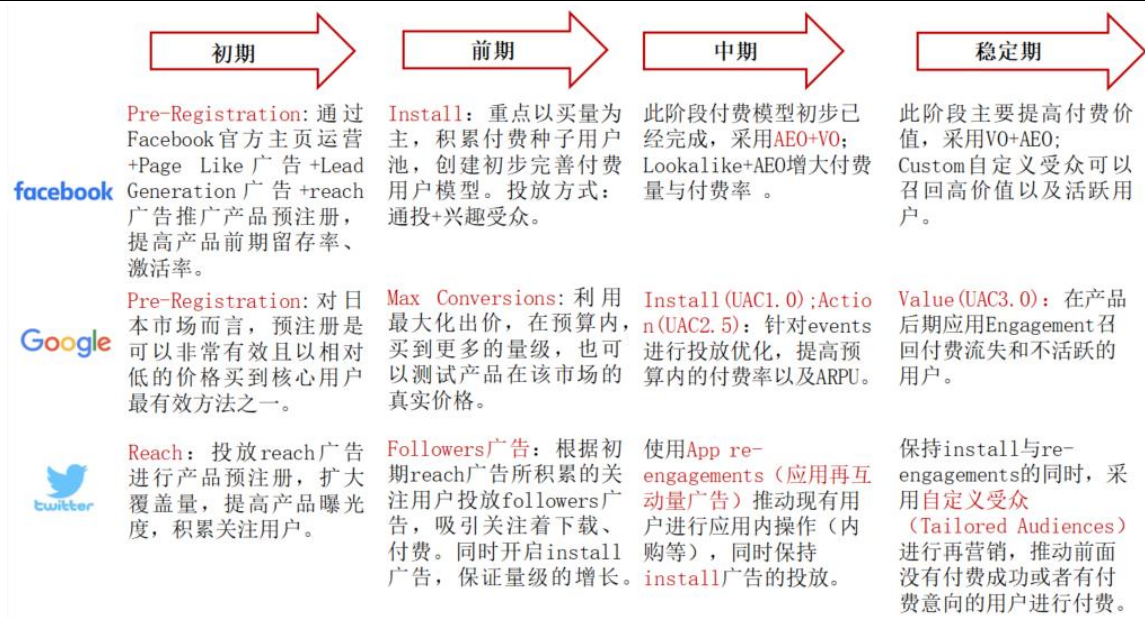 初期
前期
中期
稳定期
facebook
Pre-Registration:通过
Facebook官方主页运营
+Page Like广告+Lead
Generation广告+reach
广告推广产品预注册，
提高产品前期留存率、
激活率。
Install：重点以买量为
主，积累付费种子用户
池，创建初步完善付费
用户模型。投放方式：
通投+兴趣受众。
此阶段付费模型初步已
经完成，采用AEO+VO；
Lookalike+AEO增大付费
量与付费率 。
此阶段主要提高付费价
值，采用VO+AEO;
Custom自定义受众可以
召回高价值以及活跃用
户。
Google
Pre-Registration:对日
本市场而言，预注册是
可以非常有效且以相对
低的价格买到核心用户
最有效方法之一。
Max Conversions:利用
最大化出价，在预算内，
买到更多的量级，也可
以测试产品在该市场的
真实价格。
Install(UAC1.0);Actio
n(UAC2.5)：针对events
进行投放优化，提高预
算内的付费率以及ARPU。
Value(UAC3.0)：在产品
后期应用Engagement召
回付费流失和不活跃的
用户。
twitter
Reach：投放reach广告
进行产品预注册，扩大
覆盖量，提高产品曝光
度，积累关注用户。
Followers广告：根据初
期reach广告所积累的关
注用户投放followers广
告，吸引关注着下载、
付费。同时开启install
广告，保证量级的增长。
使用App re-
engagements（应用再互
动量广告）推动现有用
户进行应用内操作（内
购等），同时保持
install广告的投放。
保持install与re-
engagements的同时，采
用自定义受众
（Tailored Audiences）
进行再营销，推动前面
没有付费成功或者有付
费意向的用户进行付费。